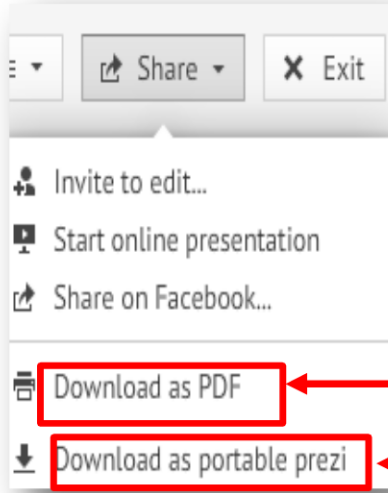 Share
Exit
Invite to edit...
Start online presentation
Share on Facebook...
Download as PDF
Download as portable prezi